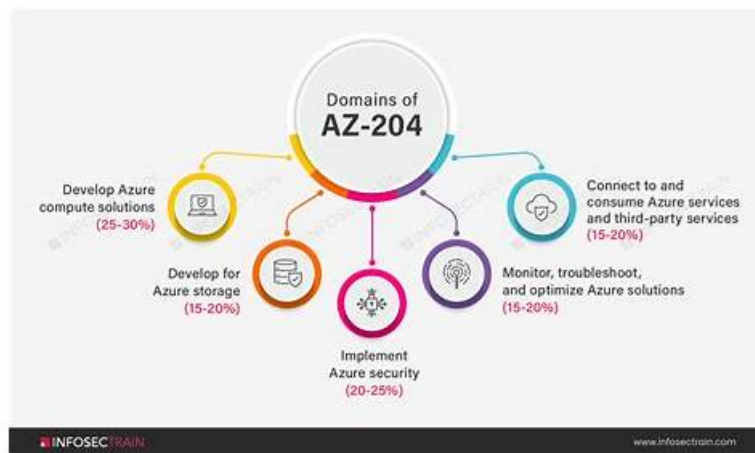 Domains of
AZ-204
Develop Azure
compute solutions
(25-30%)
Develop for
Azure storage
(15-20%)
Implement
Azure security
(20-25%)
Monitor, troubleshoot,
and optimize Azure solutions
(15-20%)
Connect to and
consume Azure services
and third-party services
(15-20%)
INFOSECTRAIN
www.infosectrain.com